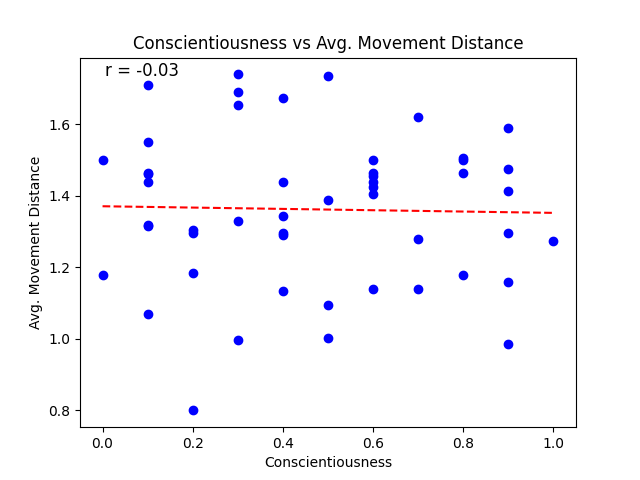 Conscientiousness vs Avg. Movement Distance
r = -0.03
1.6
1.4
1.2
1.0
0.8
Avg. Movement Distance
0.0 0.2 0.4 0.6 0.8 1.0
Conscientiousness